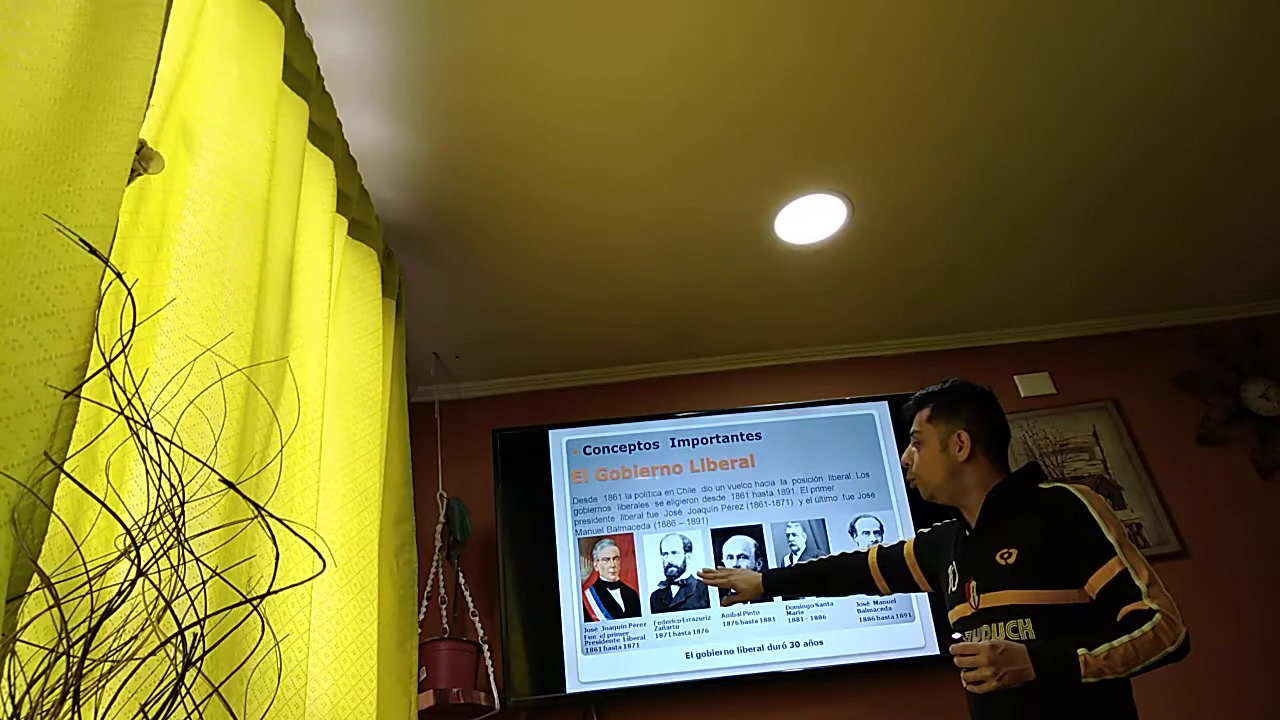 Conceptos Importantes
El Gobierno Liberal
Desde 1861 la política en Chile dio un vuelco hacia la posición liberal. Los
gobiernos liberales se eligieron desde 1861 hasta 1891. El primer
presidente liberal fue José Joaquín Pérez (1861-1871) y el último fue José
Manuel Balmaceda (1886 – 1891)
José Joaquín Pérez
Fue el primer
Presidente Liberal
1861 hasta 1871
Federico Errázuriz
Zañartu
1871 hasta 1876
Aníbal Pinto
1876 hasta 1881
Domingo Santa
María
1881 - 1886
José Manuel
Balmaceda
1886 hasta 1891
El gobierno liberal duró 30 años